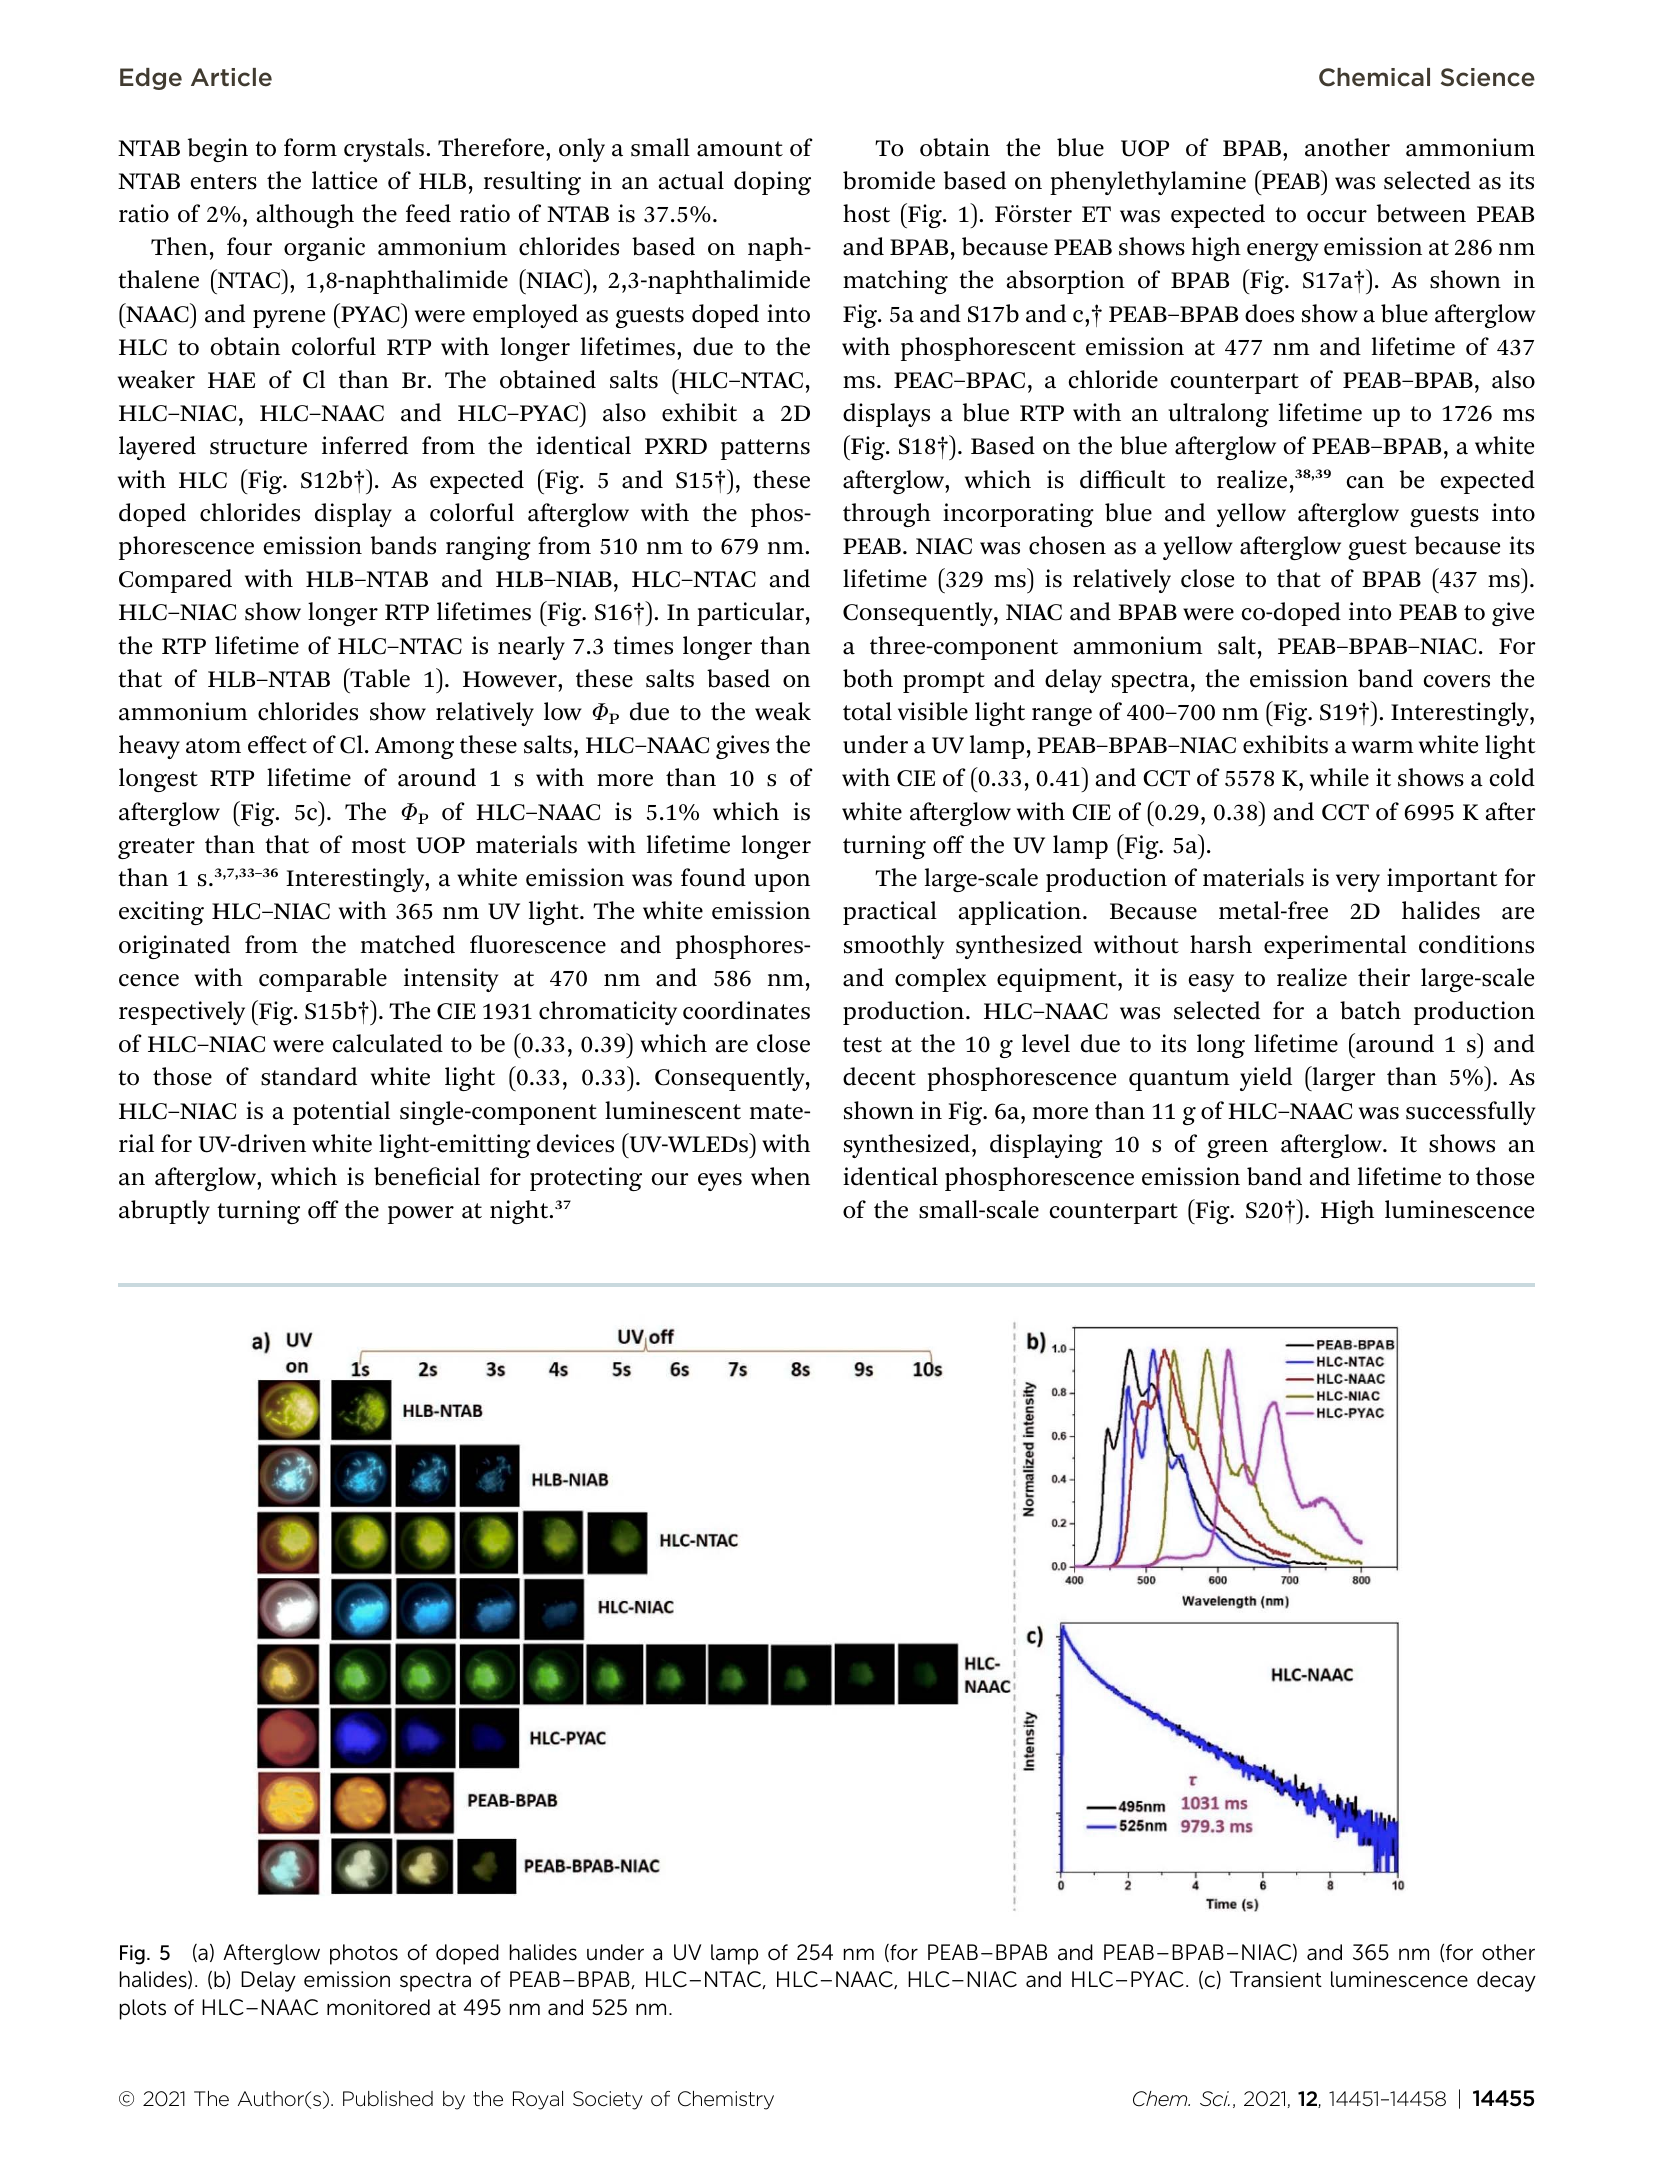 Edge Article
Chemical Science
NTAB begin to form crystals. Therefore, only a small amount of
NTAB enters the lattice of HLB, resulting in an actual doping
ratio of 2%, although the feed ratio of NTAB is 37.5%.
Then, four organic ammonium chlorides based on naph-
thalene (NTAC), 1,8-naphthalimide (NIAC), 2,3-naphthalimide
(NAAC) and pyrene (PYAC) were employed as guests doped into
HLC to obtain colorful RTP with longer lifetimes, due to the
weaker HAE of Cl than Br. The obtained salts (HLC–NTAC,
HLC–NIAC, HLC–NAAC and HLC–PYAC) also exhibit a 2D
layered structure inferred from the identical PXRD patterns
with HLC (Fig. S12b†). As expected (Fig. 5 and S15†), these
doped chlorides display a colorful afterglow with the phos-
phorescence emission bands ranging from 510 nm to 679 nm.
Compared with HLB–NTAB and HLB–NIAB, HLC–NTAC and
HLC–NIAC show longer RTP lifetimes (Fig. S16†). In particular,
the RTP lifetime of HLC–NTAC is nearly 7.3 times longer than
that of HLB–NTAB (Table 1). However, these salts based on
ammonium chlorides show relatively low ΦP due to the weak
heavy atom effect of Cl. Among these salts, HLC–NAAC gives the
longest RTP lifetime of around 1 s with more than 10 s of
afterglow (Fig. 5c). The ΦP of HLC–NAAC is 5.1% which is
greater than that of most UOP materials with lifetime longer
than 1 s.3,7,33–36 Interestingly, a white emission was found upon
exciting HLC–NIAC with 365 nm UV light. The white emission
originated from the matched fluorescence and phosphores-
cence with comparable intensity at 470 nm and 586 nm,
respectively (Fig. S15b†). The CIE 1931 chromaticity coordinates
of HLC–NIAC were calculated to be (0.33, 0.39) which are close
to those of standard white light (0.33, 0.33). Consequently,
HLC–NIAC is a potential single-component luminescent mate-
rial for UV-driven white light-emitting devices (UV-WLEDs) with
an afterglow, which is beneficial for protecting our eyes when
abruptly turning off the power at night.37
To obtain the blue UOP of BPAB, another ammonium
bromide based on phenylethylamine (PEAB) was selected as its
host (Fig. 1). Förster ET was expected to occur between PEAB
and BPAB, because PEAB shows high energy emission at 286 nm
matching the absorption of BPAB (Fig. S17a†). As shown in
Fig. 5a and S17b and c,† PEAB–BPAB does show a blue afterglow
with phosphorescent emission at 477 nm and lifetime of 437
ms. PEAC–BPAC, a chloride counterpart of PEAB–BPAB, also
displays a blue RTP with an ultralong lifetime up to 1726 ms
(Fig. S18†). Based on the blue afterglow of PEAB–BPAB, a white
afterglow, which is difficult to realize,38,39 can be expected
through incorporating blue and yellow afterglow guests into
PEAB. NIAC was chosen as a yellow afterglow guest because its
lifetime (329 ms) is relatively close to that of BPAB (437 ms).
Consequently, NIAC and BPAB were co-doped into PEAB to give
a three-component ammonium salt, PEAB–BPAB–NIAC. For
both prompt and delay spectra, the emission band covers the
total visible light range of 400–700 nm (Fig. S19†). Interestingly,
under a UV lamp, PEAB–BPAB–NIAC exhibits a warm white light
with CIE of (0.33, 0.41) and CCT of 5578 K, while it shows a cold
white afterglow with CIE of (0.29, 0.38) and CCT of 6995 K after
turning off the UV lamp (Fig. 5a).
The large-scale production of materials is very important for
practical application. Because metal-free 2D halides are
smoothly synthesized without harsh experimental conditions
and complex equipment, it is easy to realize their large-scale
production. HLC–NAAC was selected for a batch production
test at the 10 g level due to its long lifetime (around 1 s) and
decent phosphorescence quantum yield (larger than 5%). As
shown in Fig. 6a, more than 11 g of HLC–NAAC was successfully
synthesized, displaying 10 s of green afterglow. It shows an
identical phosphorescence emission band and lifetime to those
of the small-scale counterpart (Fig. S20†). High luminescence
a) UV on
UV off
1s 2s 3s 4s 5s 6s 7s 8s 9s 10s
HLB-NTAB
HLB-NIAB
HLC-NTAC
HLC-NIAC
HLC-
NAAC
HLC-PYAC
PEAB-BPAB
PEAB-BPAB-NIAC
b)
Normalized intensity
1.0
0.8
0.6
0.4
0.2
0.0
PEAB-BPAB
HLC-NTAC
HLC-NAAC
HLC-NIAC
HLC-PYAC
400 500 600 700 800
Wavelength (nm)
c)
Intensity
HLC-NAAC
τ
495nm 1031 ms
525nm 979.3 ms
0 2 4 6 8 10
Time (s)
Fig. 5 (a) Afterglow photos of doped halides under a UV lamp of 254 nm (for PEAB–BPAB and PEAB–BPAB–NIAC) and 365 nm (for other
halides). (b) Delay emission spectra of PEAB–BPAB, HLC–NTAC, HLC–NAAC, HLC–NIAC and HLC–PYAC. (c) Transient luminescence decay
plots of HLC–NAAC monitored at 495 nm and 525 nm.
© 2021 The Author(s). Published by the Royal Society of Chemistry
Chem. Sci., 2021, 12, 14451–14458 | 14455